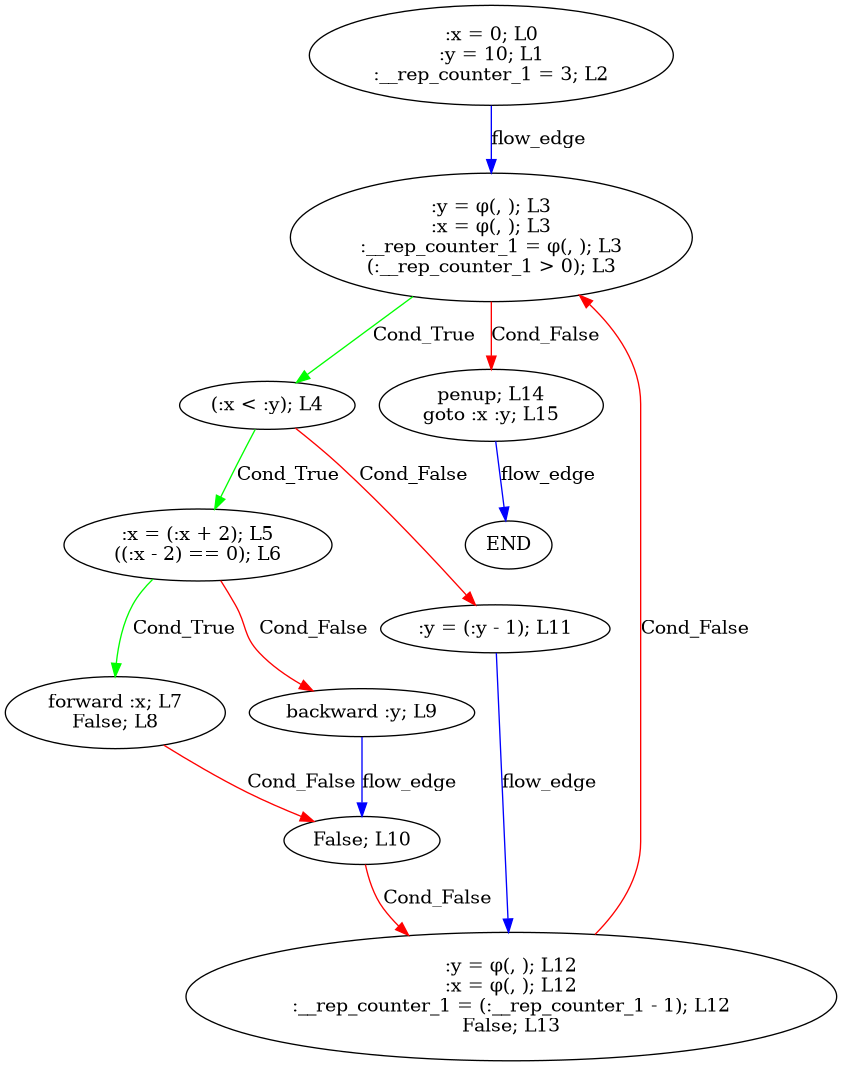 :x = 0; L0
:y = 10; L1
:__rep_counter_1 = 3; L2
flow_edge
:y = φ(, ); L3
:x = φ(, ); L3
:__rep_counter_1 = φ(, ); L3
(:__rep_counter_1 > 0); L3
Cond_True
Cond_False
(:x < :y); L4
penup; L14
goto :x :y; L15
Cond_True
Cond_False
flow_edge
:x = (:x + 2); L5
((:x - 2) == 0); L6
END
Cond_True
Cond_False
:y = (:y - 1); L11
Cond_False
forward :x; L7
False; L8
backward :y; L9
Cond_False
flow_edge
flow_edge
False; L10
Cond_False
:y = φ(, ); L12
:x = φ(, ); L12
:__rep_counter_1 = (:__rep_counter_1 - 1); L12
False; L13